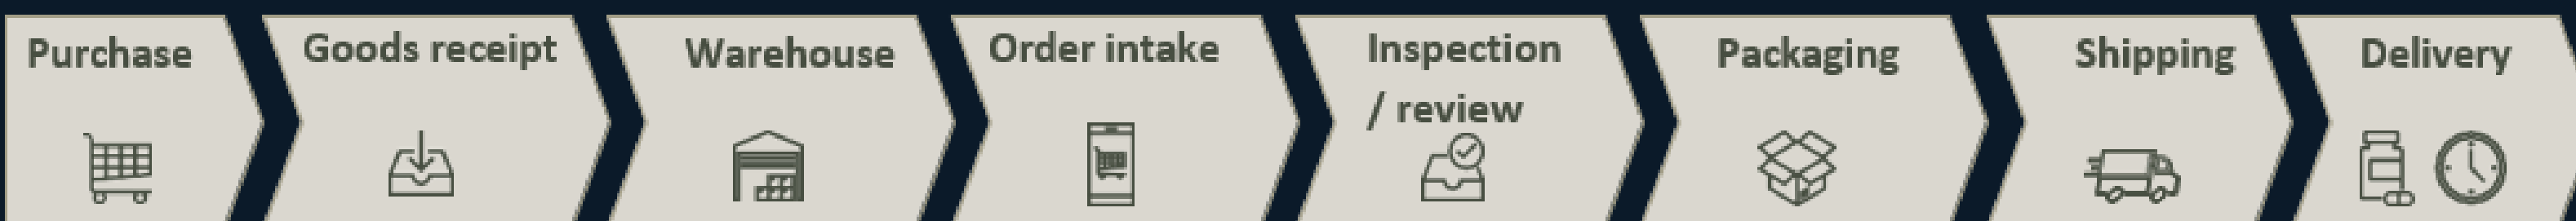 Purchase
Goods receipt
Warehouse
Order intake
Inspection
/ review
Packaging
Shipping
Delivery